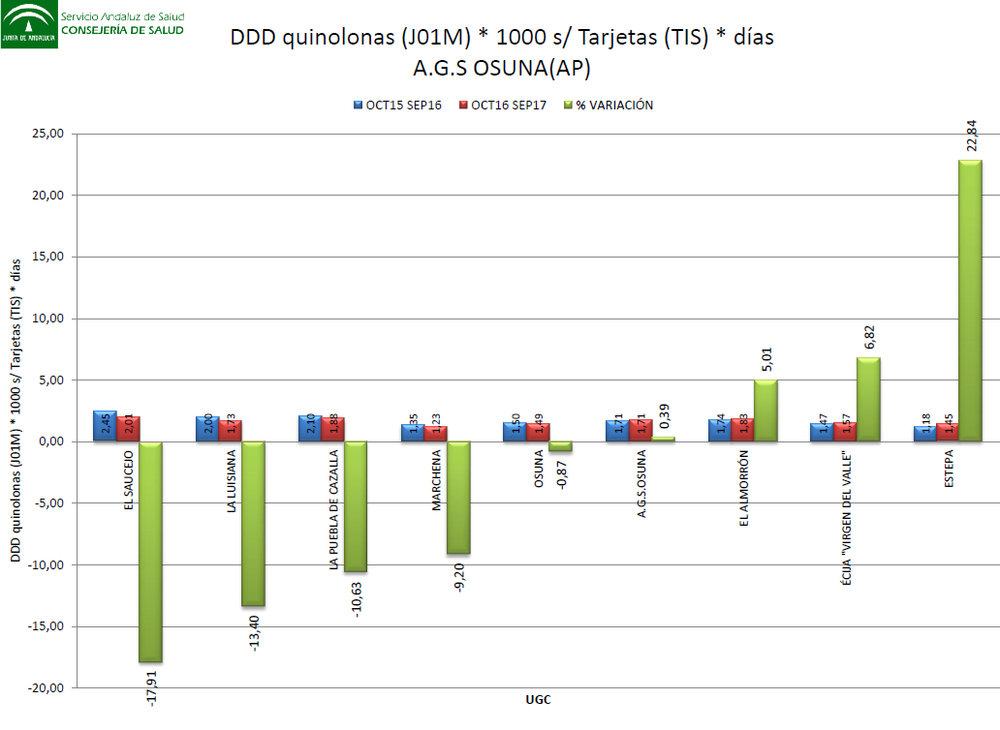 Servicio Andaluz de Salud
CONSEJERÍA DE SALUD
JUNTA DE ANDALUCIA
DDD quinolonas (J01M) * 1000 s/ Tarjetas (TIS) * días
A.G.S OSUNA(AP)
OCT15 SEP16 OCT16 SEP17 % VARIACIÓN
DDD quinolonas (J01M) * 1000 s/ Tarjetas (TIS) * días
25,00
20,00
15,00
10,00
5,00
0,00
-5,00
-10,00
-15,00
-20,00
2,45 2,01 -17,91
EL SAUCEJO
2,00 1,73 -13,40
LA LUISIANA
2,10 1,88 -10,63
LA PUEBLA DE CAZALLA
1,35 1,23 -9,20
MARCHENA
1,50 1,49 -0,87
OSUNA
1,71 1,71 0,39
A.G.S.OSUNA
1,74 1,83 5,01
EL ALMORRÓN
1,47 1,57 6,82
ÉCIJA "VIRGEN DEL VALLE"
1,18 1,45 22,84
ESTEPA
UGC